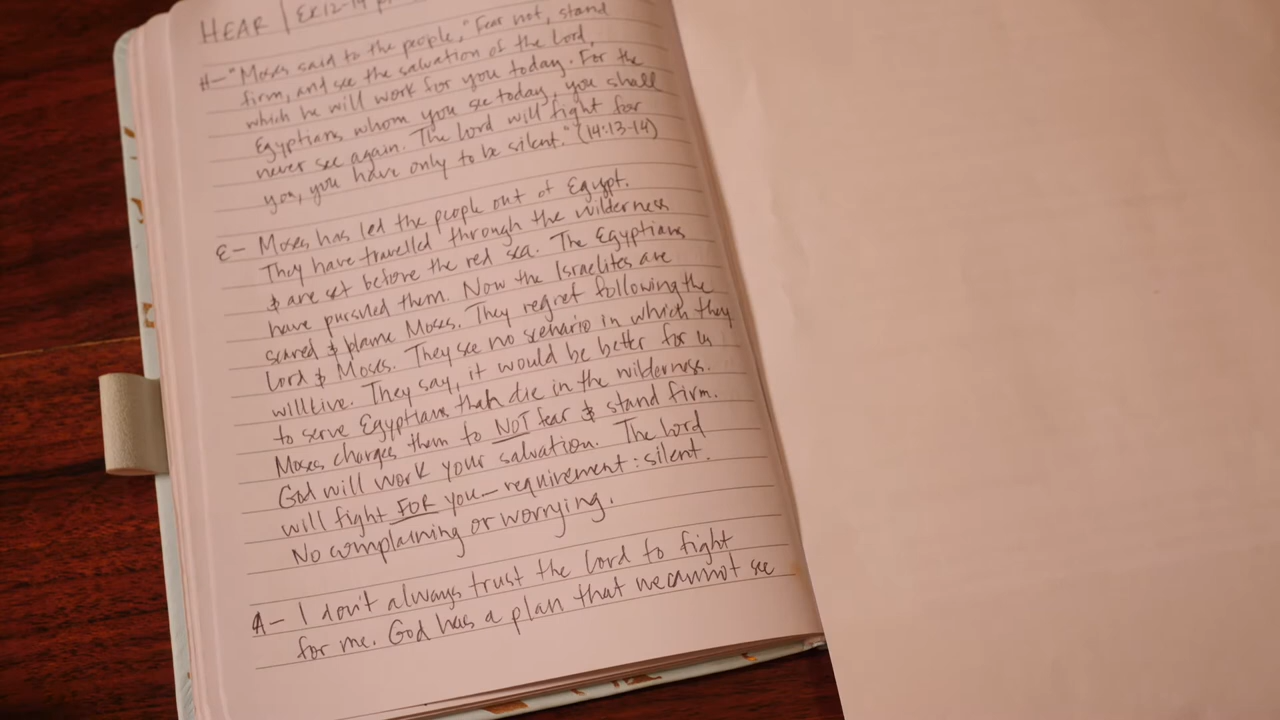 HEAR | Ex 12-14
H- "Moses said to the people, "Fear not, stand
firm, and see the salvation of the Lord,
which he will work for you today. For the
Egyptians whom you see today, you shall
never see again. The Lord will fight for
you, you have only to be silent." (14:13-14)
E- Moses has led the people out of Egypt.
They have travelled through the wilderness
& are set before the red sea. The Egyptians
have pursued them. Now the Israelites are
scared & blame Moses. They regret following the
Lord & Moses. They see no scenario in which they
will live. They say, it would be better for us
to serve Egyptians than die in the wilderness.
Moses charges them to NOT fear & stand firm.
God will work your salvation. The Lord
will fight FOR you- requirement: silent.
No complaining or worrying.
A- I don't always trust the Lord to fight
for me. God has a plan that we cannot see